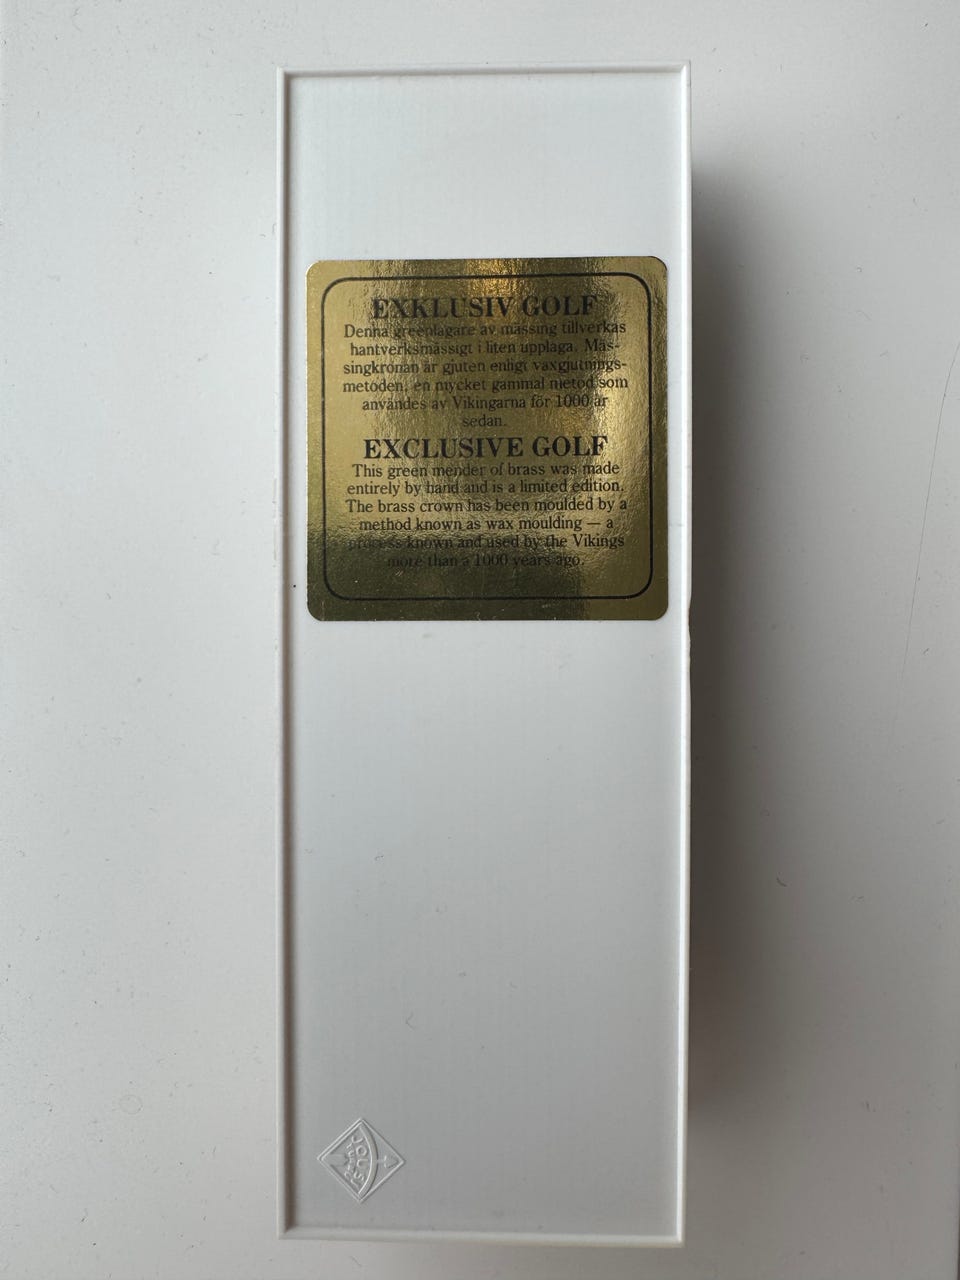 EXKLUSIV GOLF
Denna greenlagare av mässing tillverkas
hantverksmässigt i liten upplaga. Mäs-
singkronan är gjuten enligt vaxgjutnings-
metoden, en mycket gammal metod som
användes av Vikingarna för 1000 år
sedan.
EXCLUSIVE GOLF
This green mender of brass was made
entirely by hand and is a limited edition.
The brass crown has been moulded by a
method known as wax moulding — a
process known and used by the Vikings
more than a 1000 years ago.
JOUSI